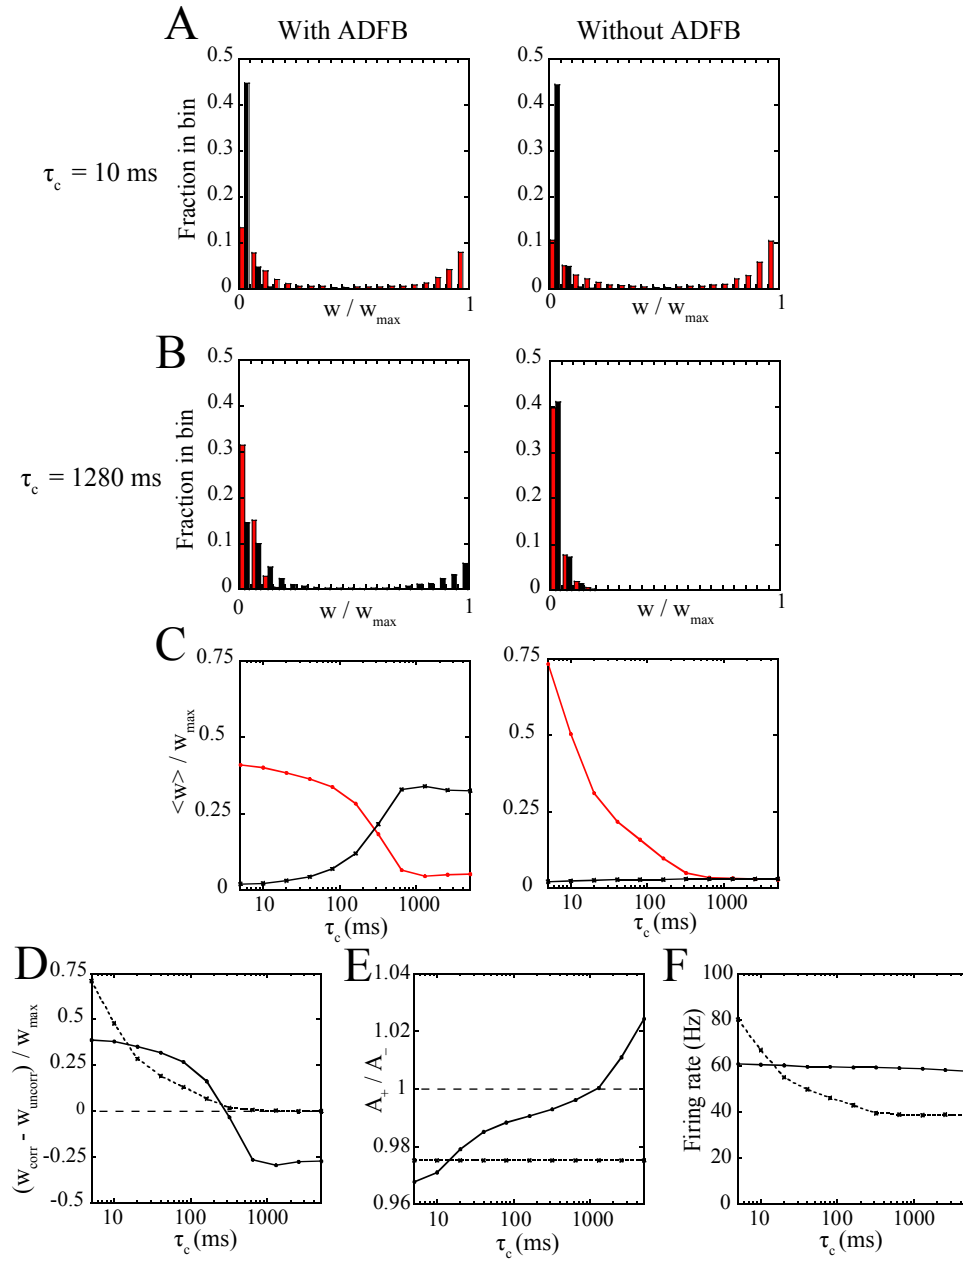 A
With ADFB
Without ADFB
τc = 10 ms
Fraction in bin
0.5
0.4
0.3
0.2
0.1
0
0
w / wmax
1
0.5
0.4
0.3
0.2
0.1
0
0
w / wmax
1
B
τc = 1280 ms
Fraction in bin
0.5
0.4
0.3
0.2
0.1
0
0
w / wmax
1
0.5
0.4
0.3
0.2
0.1
0
0
w / wmax
1
C
<w> / wmax
0.75
0.5
0.25
0
10
100
1000
τc (ms)
0.75
0.5
0.25
0
10
100
1000
τc (ms)
D
(wcorr - wuncorr) / wmax
0.75
0.5
0.25
0
-0.25
-0.5
10
100
1000
τc (ms)
E
A+ / A−
1.04
1.02
1
0.98
0.96
10
100
1000
τc (ms)
F
Firing rate (Hz)
100
80
60
40
20
0
10
100
1000
τc (ms)